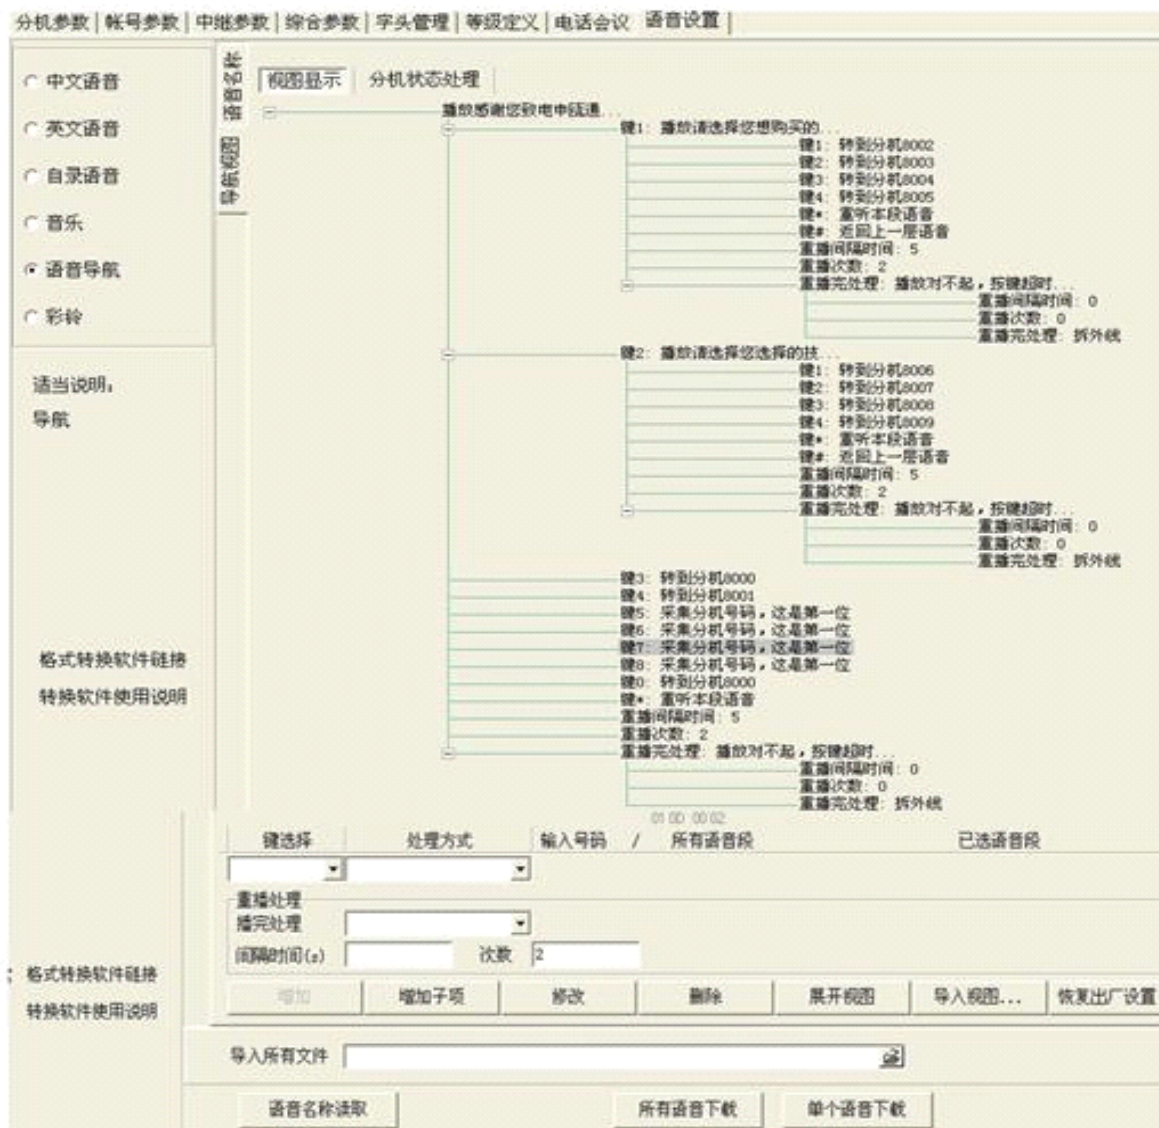 分机参数 | 帐号参数 | 中继参数 | 综合参数 | 字头管理 | 等级定义 | 电话会议 语音设置
中文语音
英文语音
自录语音
音乐
语音导航
彩铃
适当说明:
导航
格式转换软件链接
转换软件使用说明
格式转换软件链接
转换软件使用说明
语音名称
导航视图
视图显示 分机状态处理
播放感谢您致电申瓯通...
键1: 播放请选择您想购买的...
键1: 转到分机8002
键2: 转到分机8003
键3: 转到分机8004
键4: 转到分机8005
键*: 重听本段语音
键#: 返回上一层语音
重播间隔时间: 5
重播次数: 2
重播完处理: 播放对不起,按键超时...
重播间隔时间: 0
重播次数: 0
重播完处理: 拆外线
键2: 播放请选择您选择的技...
键1: 转到分机8006
键2: 转到分机8007
键3: 转到分机8008
键4: 转到分机8009
键*: 重听本段语音
键#: 返回上一层语音
重播间隔时间: 5
重播次数: 2
重播完处理: 播放对不起,按键超时...
重播间隔时间: 0
重播次数: 0
重播完处理: 拆外线
键3: 转到分机8000
键4: 转到分机8001
键5: 采集分机号码,这是第一位
键6: 采集分机号码,这是第一位
键7: 采集分机号码,这是第一位
键8: 采集分机号码,这是第一位
键0: 转到分机8000
键*: 重听本段语音
重播间隔时间: 5
重播次数: 2
重播完处理: 播放对不起,按键超时...
重播间隔时间: 0
重播次数: 0
重播完处理: 拆外线
010D 0002
键选择 处理方式 输入号码 / 所有语音段 已选语音段
重播处理
播完处理
间隔时间(s) 次数 2
增加 增加子项 修改 删除 展开视图 导入视图... 恢复出厂设置
导入所有文件
语音名称读取 所有语音下载 单个语音下载